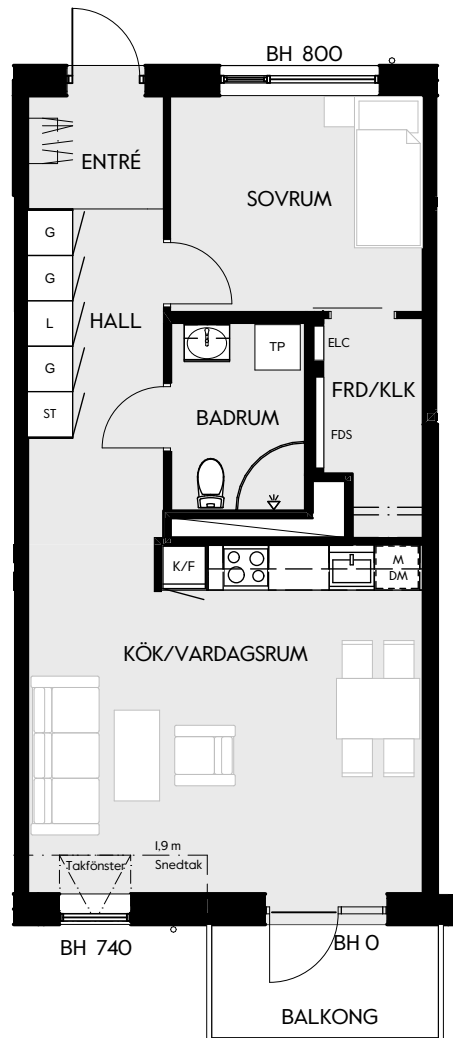 BH 800
ENTRÉ
SOVRUM
G
G
L
HALL
G
ST
TP
ELC
FRD/KLK
BADRUM
FDS
K/F
M
DM
KÖK/VARDAGSRUM
1,9 m
Takfönster
Snedtak
BH 740
BH 0
BALKONG